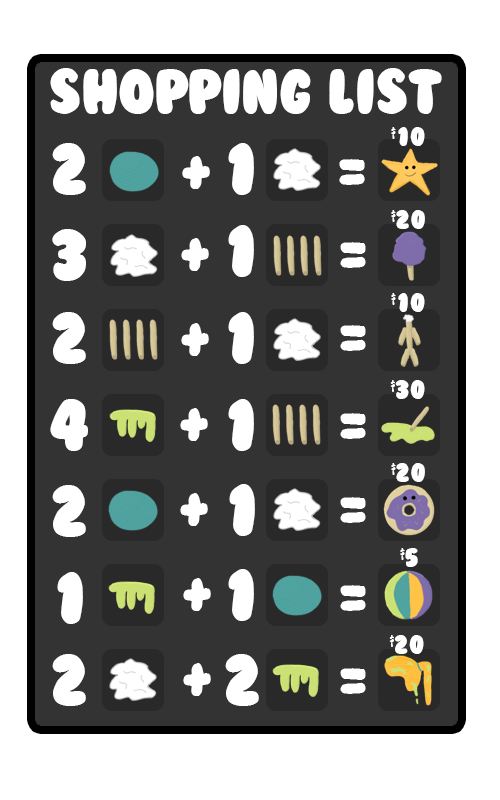 SHOPPING LIST
$10
2 + 1 =
$20
3 + 1 =
$10
2 + 1 =
$30
4 + 1 =
$20
2 + 1 =
$5
1 + 1 =
$20
2 + 2 =